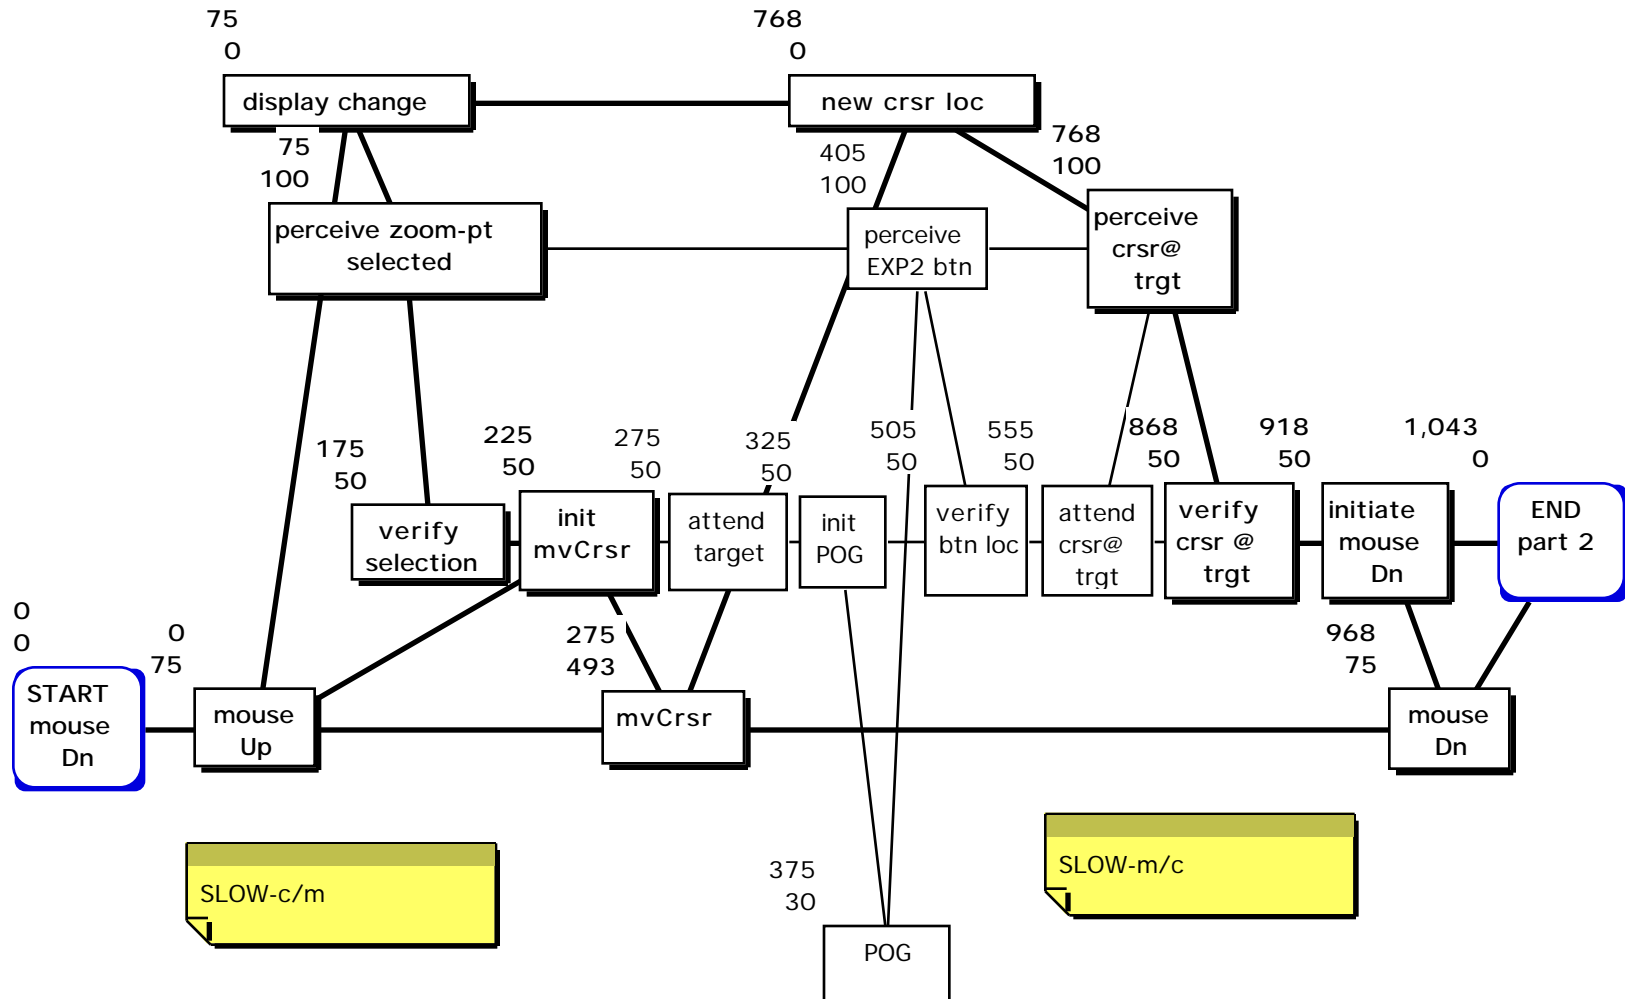 75
0
display change
768
0
new crsr loc
75
100
perceive zoom-pt
selected
405
100
perceive
EXP2 btn
768
100
perceive
crsr@
trgt
175
50
verify
selection
225
50
init
mvCrsr
275
50
attend
target
325
50
init
POG
505
50
verify
btn loc
555
50
attend
crsr@
trgt
868
50
verify
crsr @
trgt
918
50
initiate
mouse
Dn
1,043
0
END
part 2
0
0
START
mouse
Dn
0
75
mouse
Up
275
493
mvCrsr
968
75
mouse
Dn
SLOW-c/m
375
30
POG
SLOW-m/c